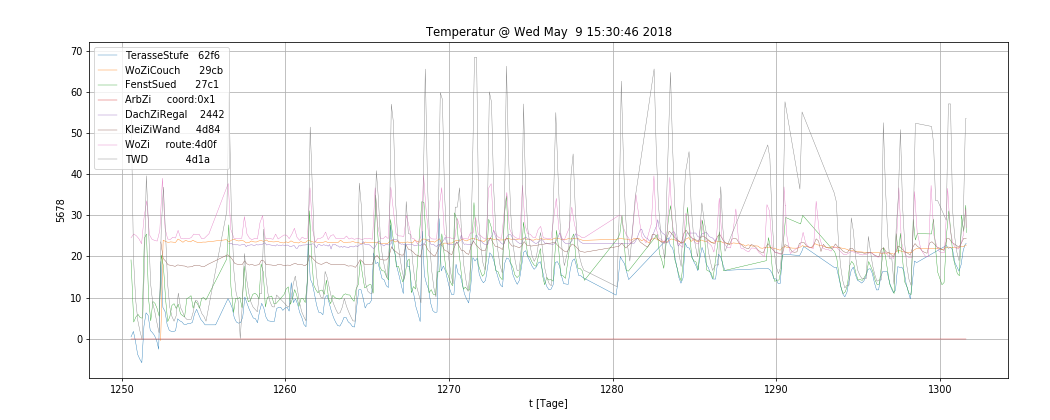 Temperatur @ Wed May  9 15:30:46 2018
70
60
50
40
30
20
10
0
5678
TerasseStufe 62f6
WoZiCouch 29cb
FenstSued 27c1
ArbZi coord:0x1
DachZiRegal 2442
KleiZiWand 4d84
WoZi route:4d0f
TWD 4d1a
1250 1260 1270 1280 1290 1300
t [Tage]